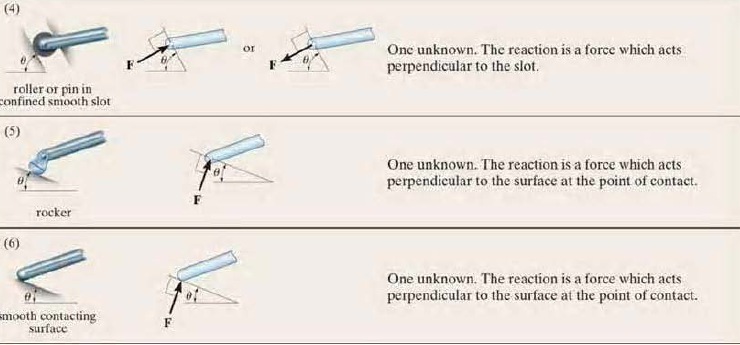 (4)
θ
F
θ
or
F
θ
One unknown. The reaction is a force which acts
perpendicular to the slot.
roller or pin in
confined smooth slot
(5)
θ
θ
F
One unknown. The reaction is a force which acts
perpendicular to the surface at the point of contact.
rocker
(6)
θ
θ
F
One unknown. The reaction is a force which acts
perpendicular to the surface at the point of contact.
smooth contacting
surface